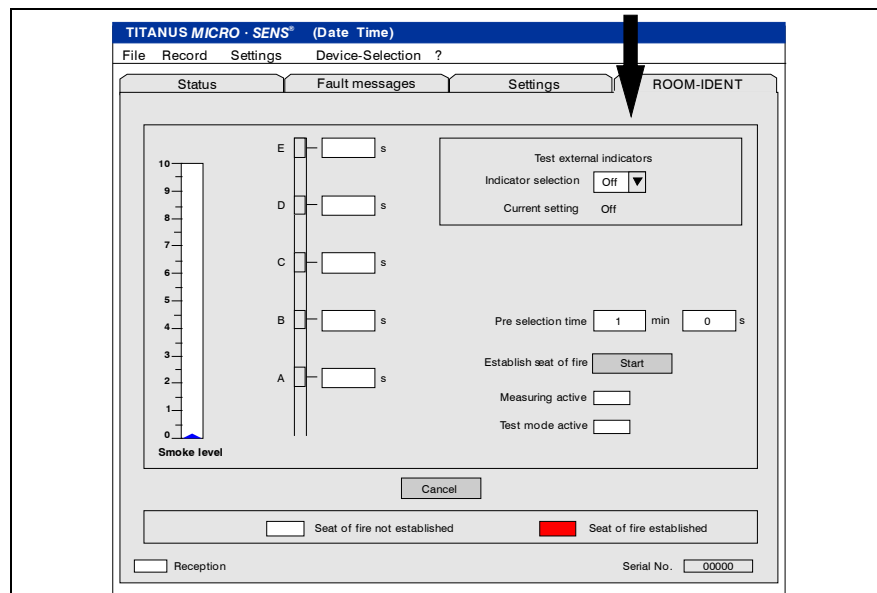 TITANUS MICRO · SENS® (Date Time)
File Record Settings Device-Selection ?
Status Fault messages Settings ROOM-IDENT
Test external indicators
Indicator selection Off
Current setting Off
E s
D s
C s
B s
A s
10
9
8
7
6
5
4
3
2
1
0
Smoke level
Pre selection time 1 min 0 s
Establish seat of fire Start
Measuring active
Test mode active
Cancel
Seat of fire not established Seat of fire established
Reception Serial No. 00000